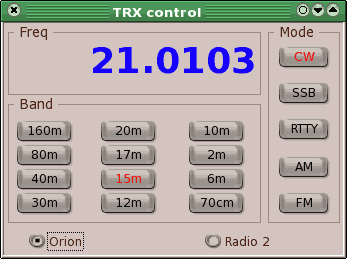 TRX control
Freq
21.0103
Mode
CW
SSB
RTTY
AM
FM
Band
160m 20m 10m
80m 17m 2m
40m 15m 6m
30m 12m 70cm
Orion Radio 2